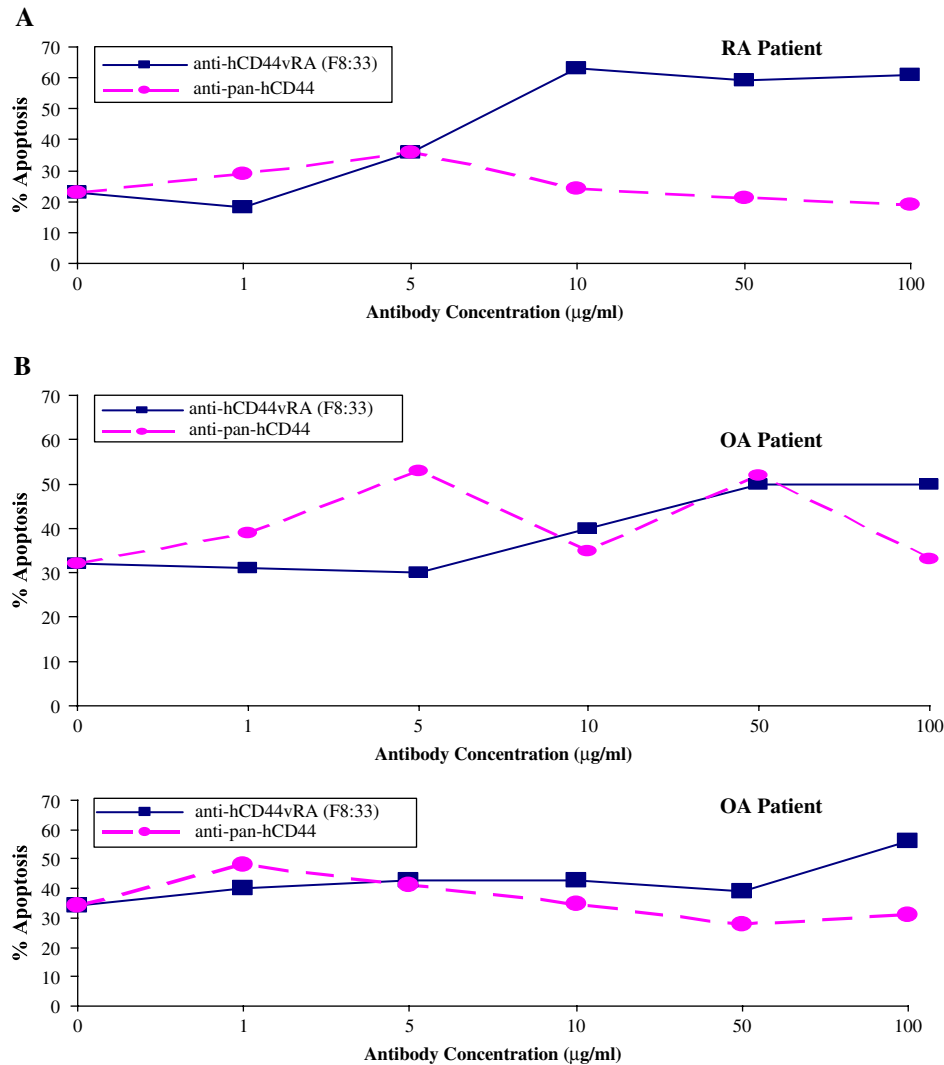 A
RA Patient
anti-hCD44vRA (F8:33)
anti-pan-hCD44
% Apoptosis
70
60
50
40
30
20
10
0
0 1 5 10 50 100
Antibody Concentration (μg/ml)
B
OA Patient
anti-hCD44vRA (F8:33)
anti-pan-hCD44
% Apoptosis
70
60
50
40
30
20
10
0
0 1 5 10 50 100
Antibody Concentration (μg/ml)
OA Patient
anti-hCD44vRA (F8:33)
anti-pan-hCD44
% Apoptosis
70
60
50
40
30
20
10
0
0 1 5 10 50 100
Antibody Concentration (μg/ml)